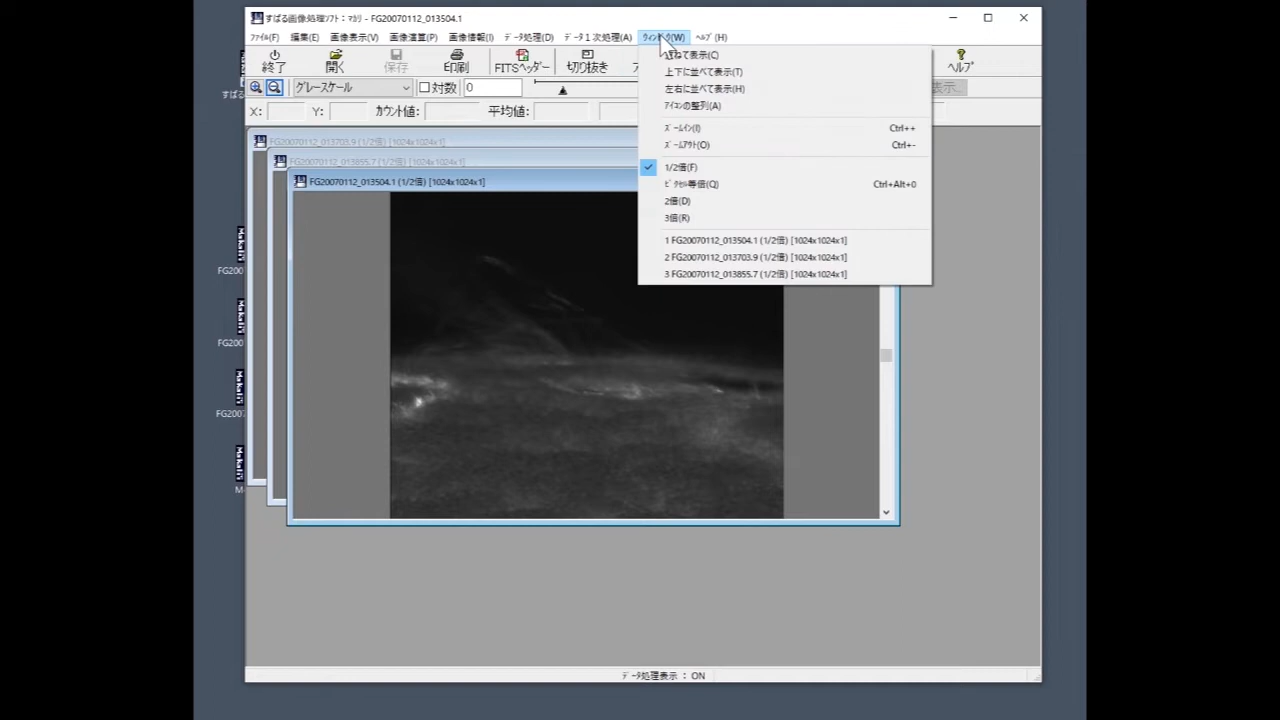 すばる画像処理ソフト：マカリ - FG20070112_013504.1
ファイル(F) 編集(E) 画像表示(V) 画像演算(P) 画像情報(I) データ処理(D) データ１次処理(A) ウィンドウ(W) ヘルプ(H)
終了 開く 保存 印刷 FITSヘッダー 切り抜き ヘルプ
グレースケール 対数 0 表示...
X: Y: カウント値: 平均値:
重ねて表示(C)
上下に並べて表示(T)
左右に並べて表示(H)
アイコンの整列(A)
ズームイン(I) Ctrl++
ズームアウト(O) Ctrl+-
1/2倍(F)
ピクセル等倍(Q) Ctrl+Alt+0
2倍(D)
3倍(R)
1 FG20070112_013504.1 (1/2倍) [1024x1024x1]
2 FG20070112_013703.9 (1/2倍) [1024x1024x1]
3 FG20070112_013855.7 (1/2倍) [1024x1024x1]
FG20070112_013703.9 (1/2倍) [1024x1024x1]
FG20070112_013855.7 (1/2倍) [1024x1024x1]
FG20070112_013504.1 (1/2倍) [1024x1024x1]
すば
Makali`i
FG200
Makali`i
FG200
Makali`i
FG200
Makali`i
M
データ処理表示 ： ON